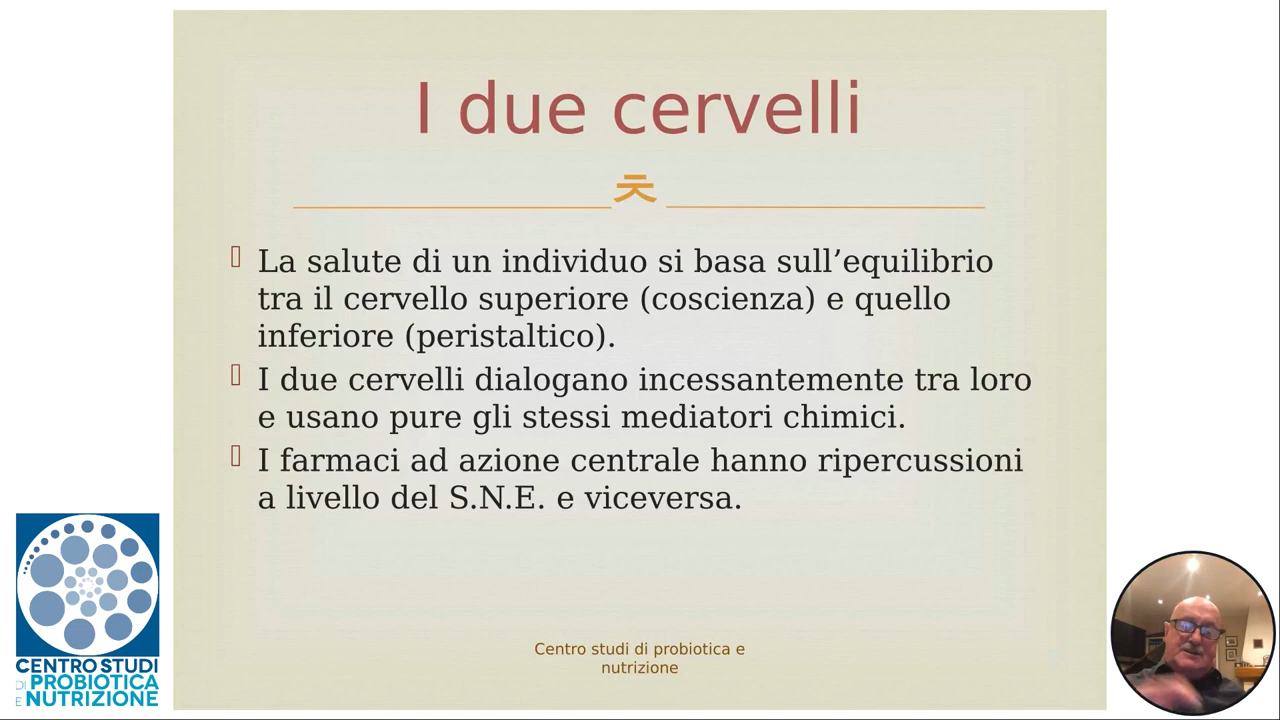 I due cervelli
La salute di un individuo si basa sull’equilibrio
tra il cervello superiore (coscienza) e quello
inferiore (peristaltico).
I due cervelli dialogano incessantemente tra loro
e usano pure gli stessi mediatori chimici.
I farmaci ad azione centrale hanno ripercussioni
a livello del S.N.E. e viceversa.
Centro studi di probiotica e
nutrizione
CENTRO STUDI
DI PROBIOTICA
E NUTRIZIONE